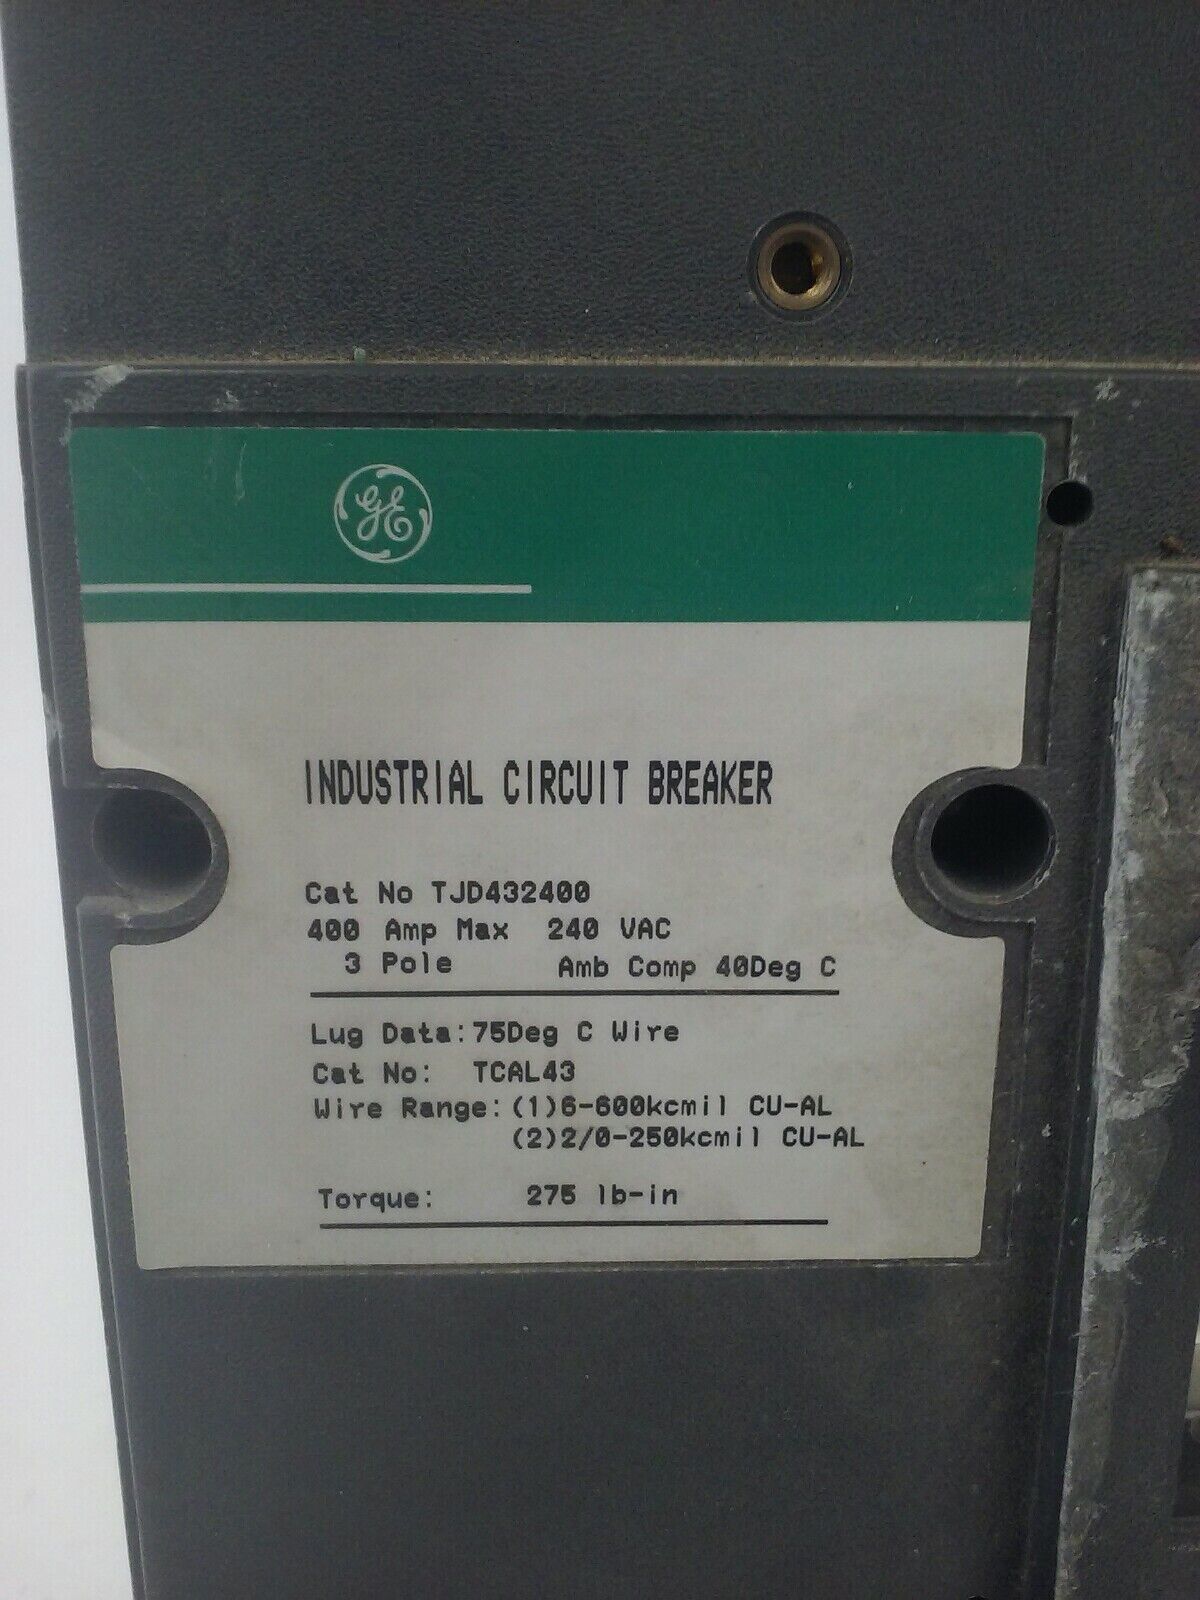 GE
INDUSTRIAL CIRCUIT BREAKER
Cat No TJD432400
400 Amp Max 240 VAC
3 Pole Amb Comp 40Deg C
Lug Data: 75Deg C Wire
Cat No: TCAL43
Wire Range: (1)6-600kcmil CU-AL
(2)2/0-250kcmil CU-AL
Torque: 275 lb-in